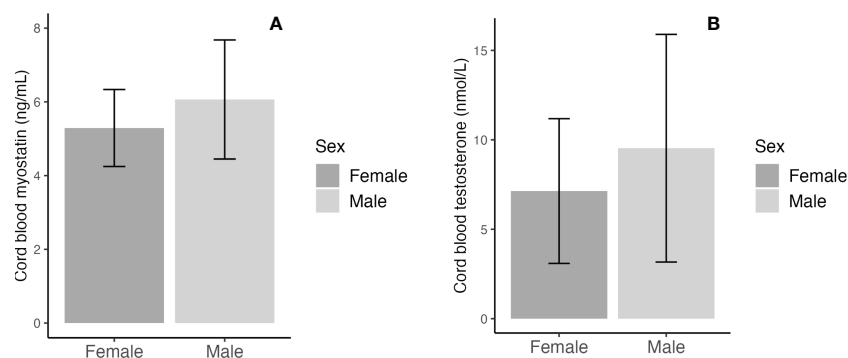 A
Cord blood myostatin (ng/mL)
8
6
4
2
0
Female
Male
Sex
Female
Male
B
Cord blood testosterone (nmol/L)
15
10
5
0
Female
Male
Sex
Female
Male